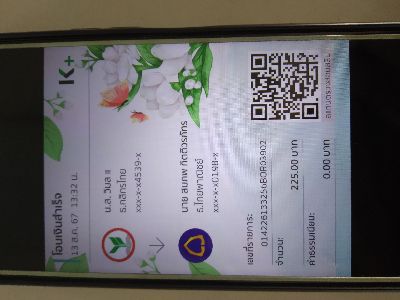 โอนเงินสำเร็จ
13 ส.ค. 67 13:32 น.
K+
น.ส. วิมล แ
ธ.กสิกรไทย
xxx-x-x4539-x
นาย สมภพ กิตติวรภัทร
ธ.ไทยพาณิชย์
xxx-x-x0198-x
เลขที่รายการ:
014226133256BOR03902
จำนวน:
225.00 บาท
ค่าธรรมเนียม:
0.00 บาท
สแกนตรวจสอบสลิป